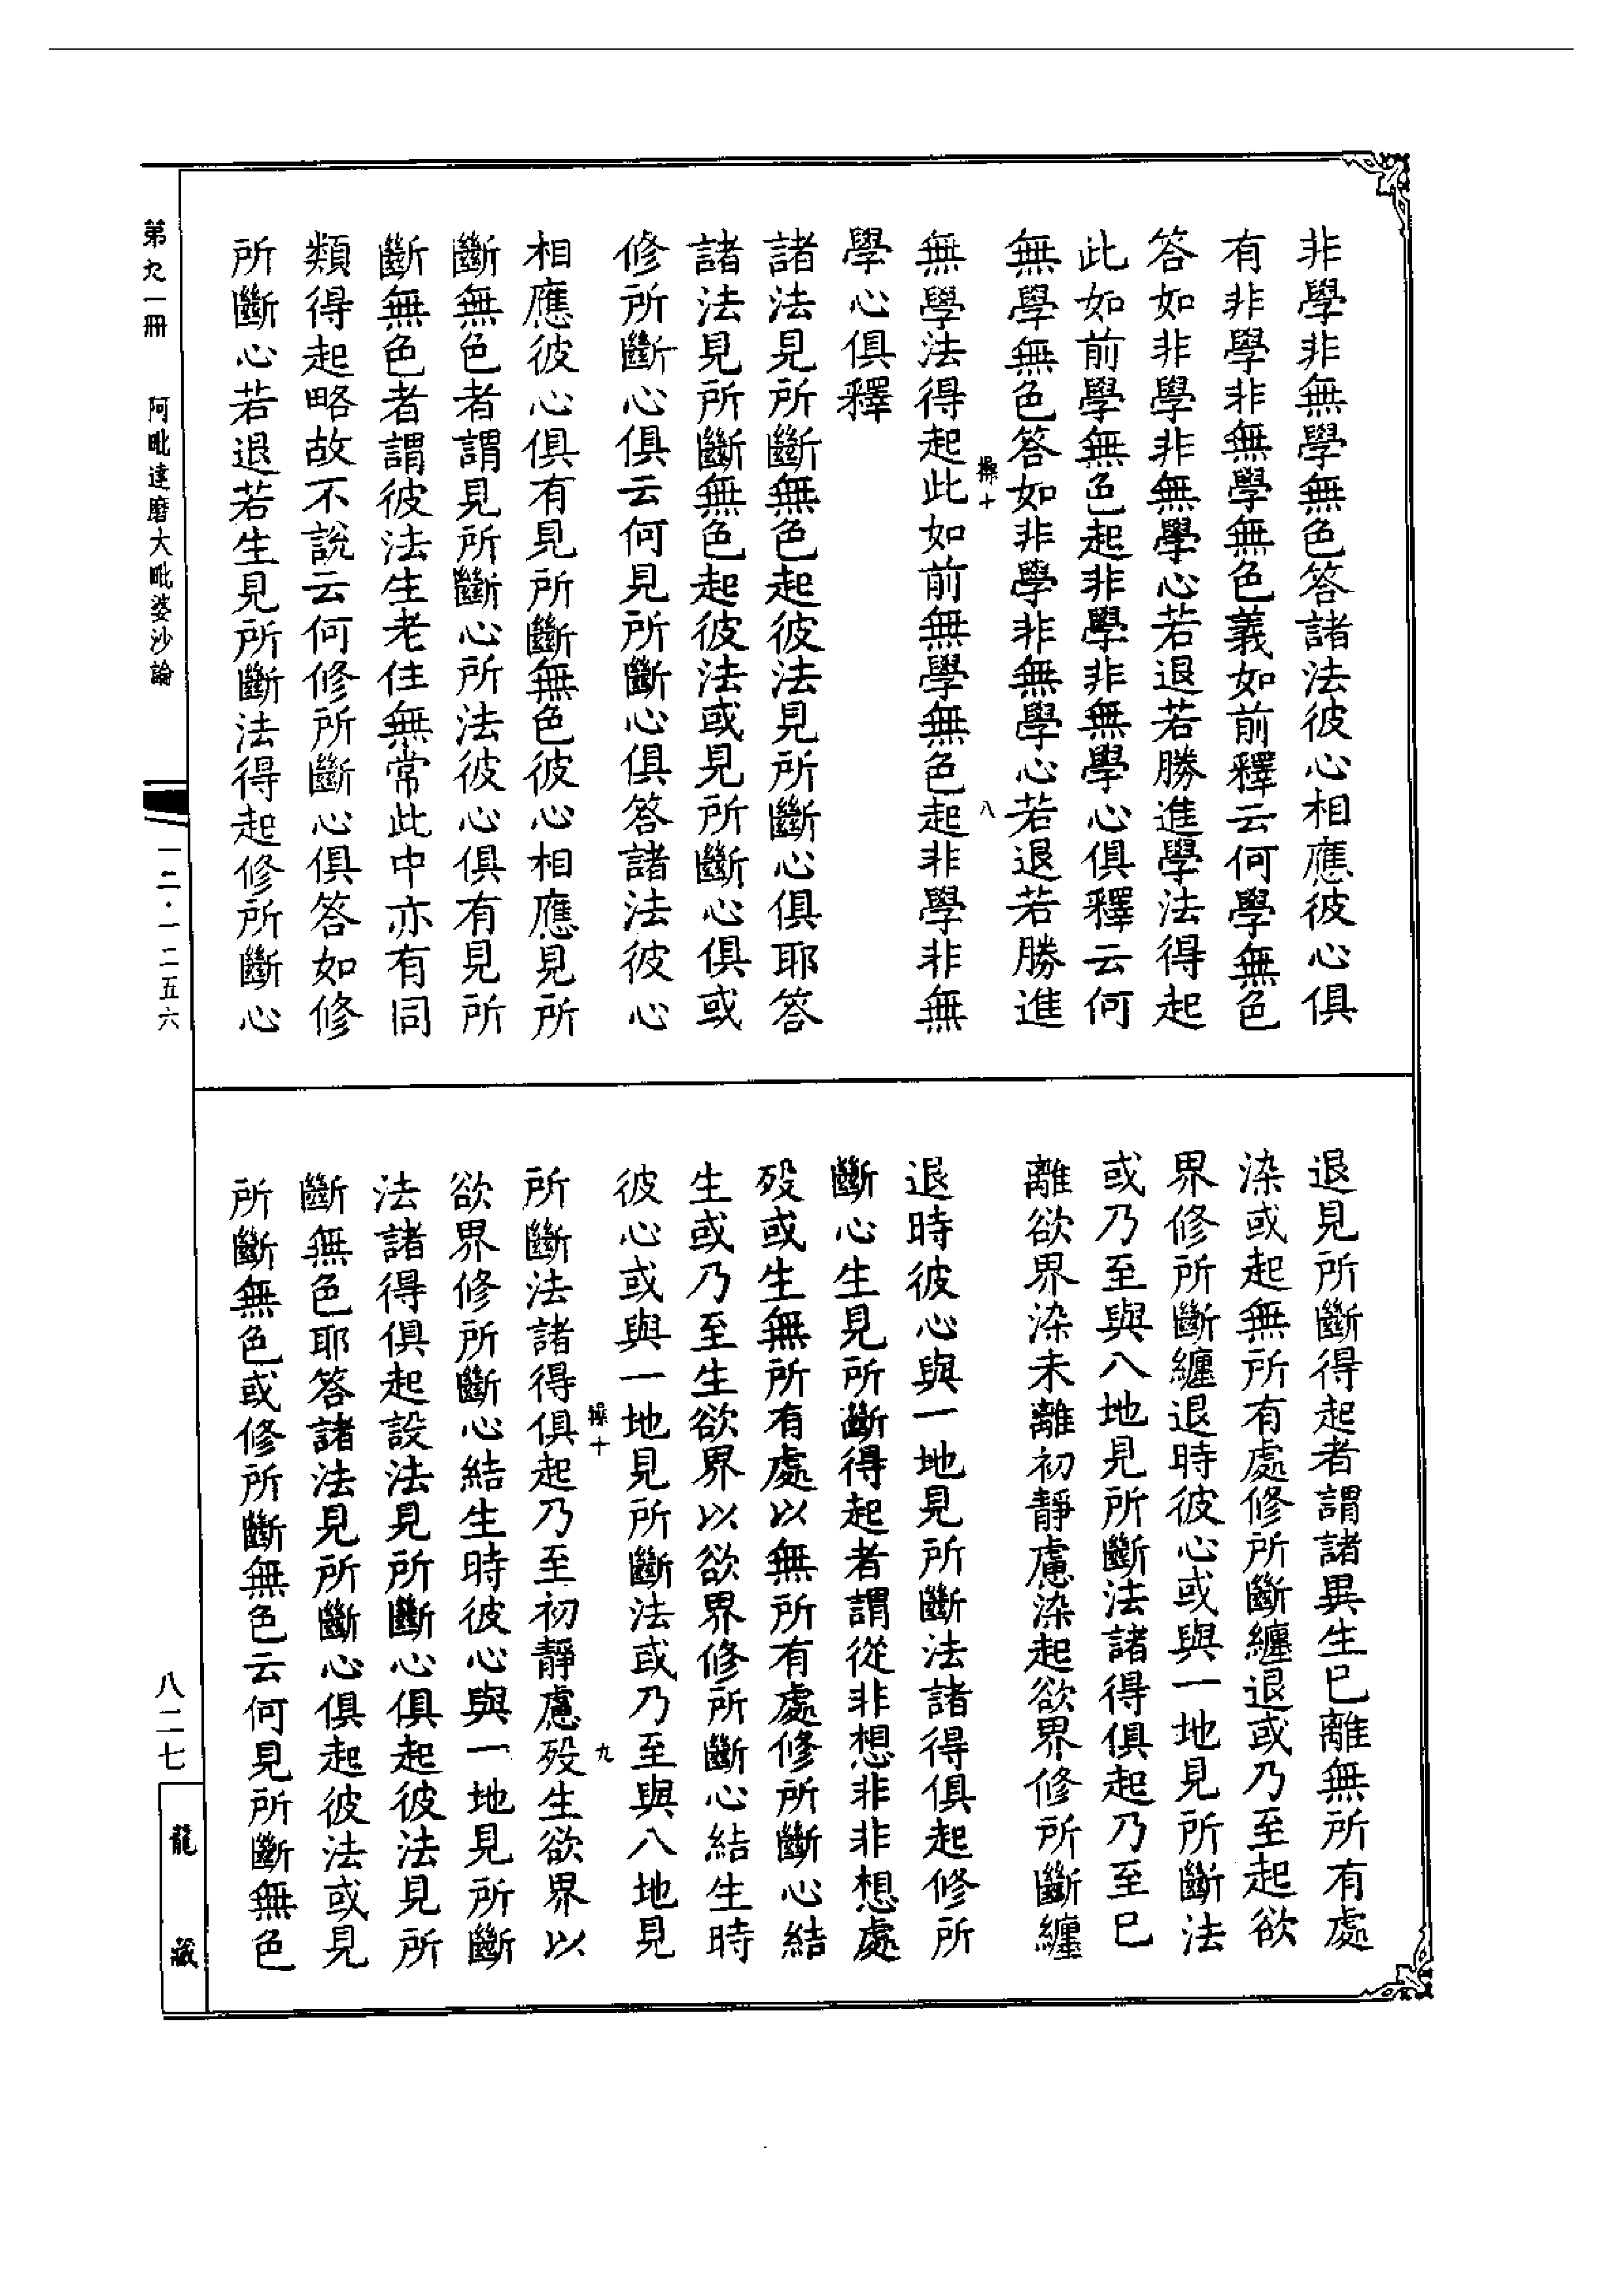 非學非無學無色答諸法彼心相應彼心俱
有非學非無學無色義如前釋云何學無色
答如非學非無學心若退若勝進學法得起
此如前學無色起非學非無學心俱釋云何
無學無色答如非學非無學心若退若勝進
操十
八
無學法得起此如前無學無色起非學非無
學心俱釋
諸法見所斷無色起彼法見所斷心俱耶答
諸法見所斷無色起彼法或見所斷心俱或
修所斷心俱云何見所斷心俱答諸法彼心
相應彼心俱有見所斷無色彼心相應見所
斷無色者謂見所斷心所法彼心俱有見所
斷無色者謂彼法生老住無常此中亦有同
類得起略故不說云何修所斷心俱答如修
所斷心若退若生見所斷法得起修所斷心
退見所斷得起者謂諸異生已離無所有處
染或起無所有處修所斷纏退或乃至起欲
界修所斷纏退時彼心或與一地見所斷法
或乃至與八地見所斷法諸得俱起乃至已
離欲界染未離初靜慮染起欲界修所斷纏
退時彼心與一地見所斷法諸得俱起修所
斷心生見所斷得起者謂從非想非非想處
歿或生無所有處以無所有處修所斷心結
生或乃至生欲界以欲界修所斷心結生時
彼心或與一地見所斷法或乃至與八地見
操十
九
所斷法諸得俱起乃至初靜慮歿生欲界以
欲界修所斷心結生時彼心與一地見所斷
法諸得俱起設法見所斷心俱起彼法見所
斷無色耶答諸法見所斷心俱起彼法或見
所斷無色或修所斷無色云何見所斷無色
第九一冊
阿毗達磨大毗婆沙論
一二·一二五六
八二七
龍藏